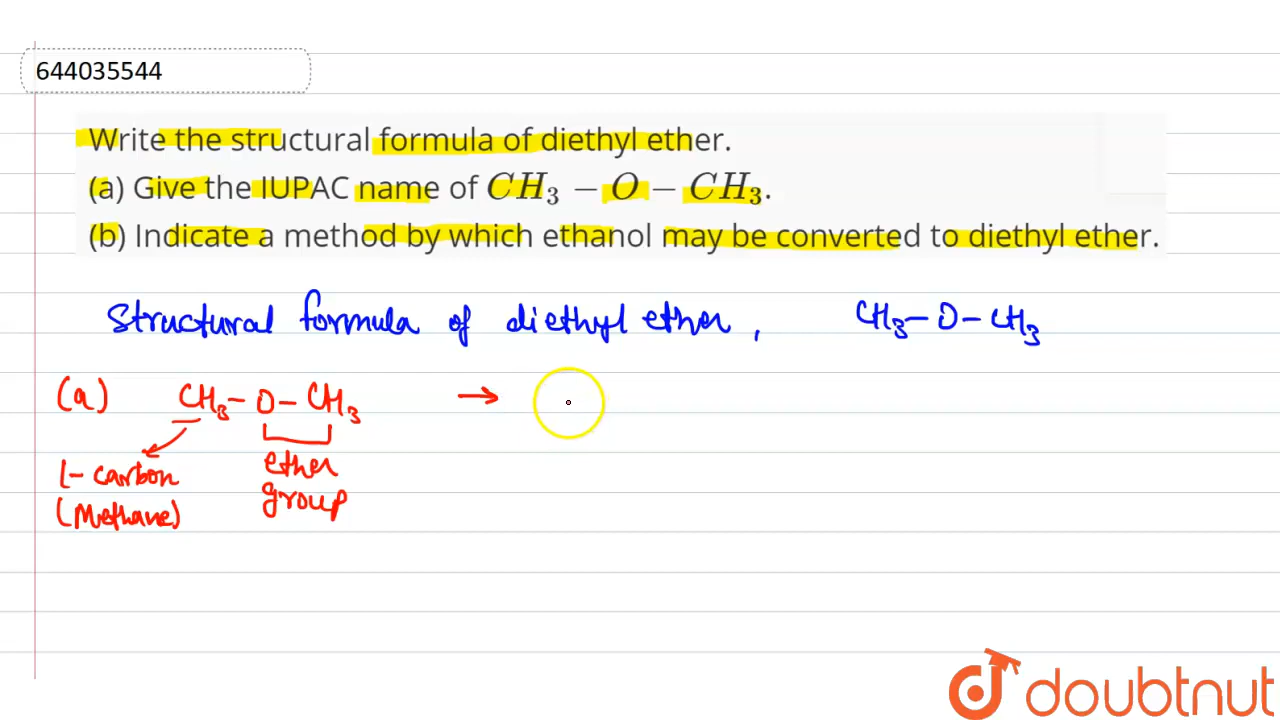 644035544
Write the structural formula of diethyl ether.
(a) Give the IUPAC name of CH₃ − O − CH₃.
(b) Indicate a method by which ethanol may be converted to diethyl ether.
Structural formula of diethyl ether, CH₃ − O − CH₃
(a) CH₃ − O − CH₃ →
1- carbon
(Methane)
ether
group
doubtnut